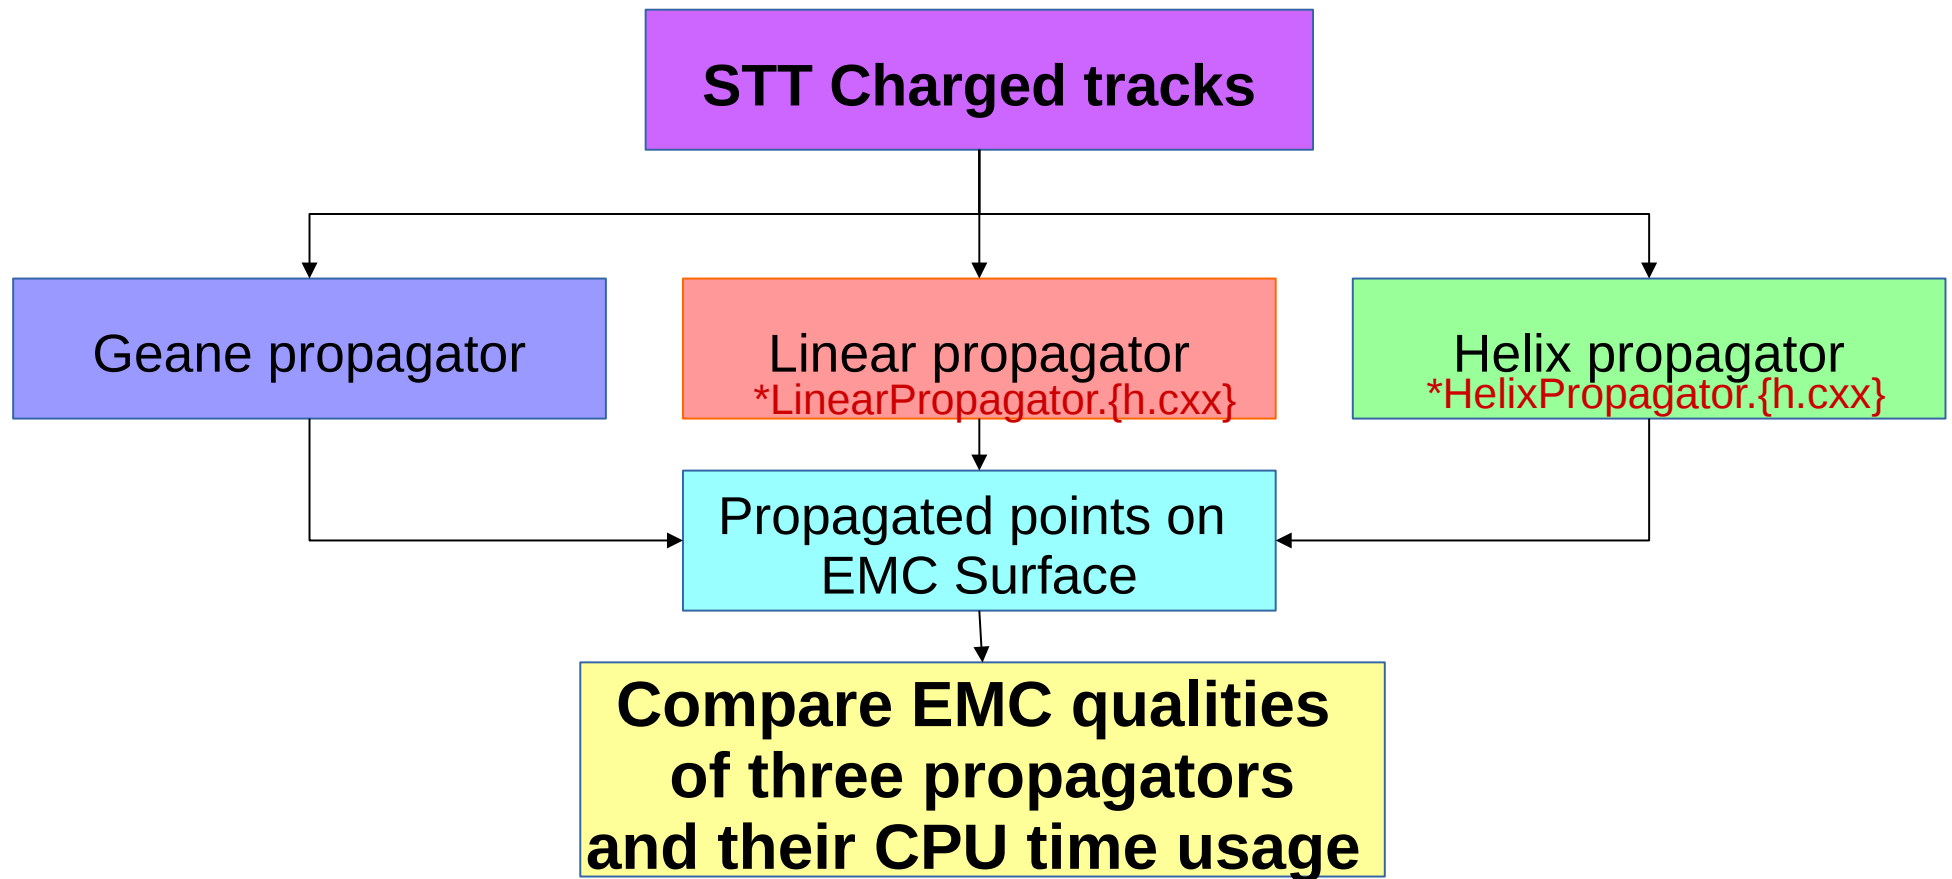 STT Charged tracks
Geane propagator
Linear propagator
*LinearPropagator.{h.cxx}
Helix propagator
*HelixPropagator.{h.cxx}
Propagated points on
EMC Surface
Compare EMC qualities
of three propagators
and their CPU time usage